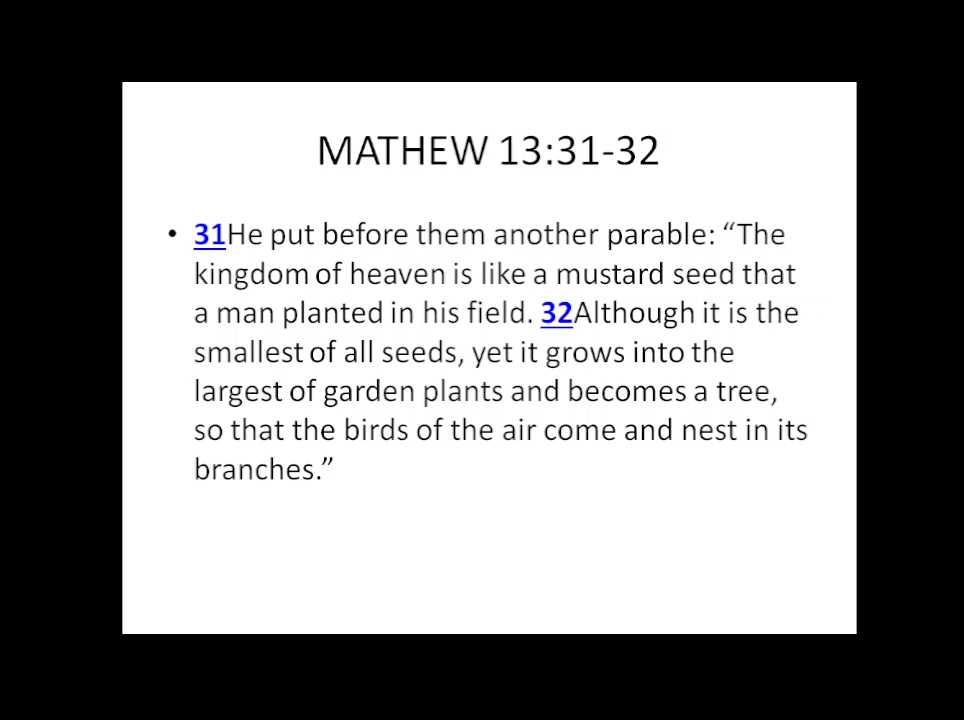 MATHEW 13:31-32
• 31He put before them another parable: “The
kingdom of heaven is like a mustard seed that
a man planted in his field. 32Although it is the
smallest of all seeds, yet it grows into the
largest of garden plants and becomes a tree,
so that the birds of the air come and nest in its
branches.”